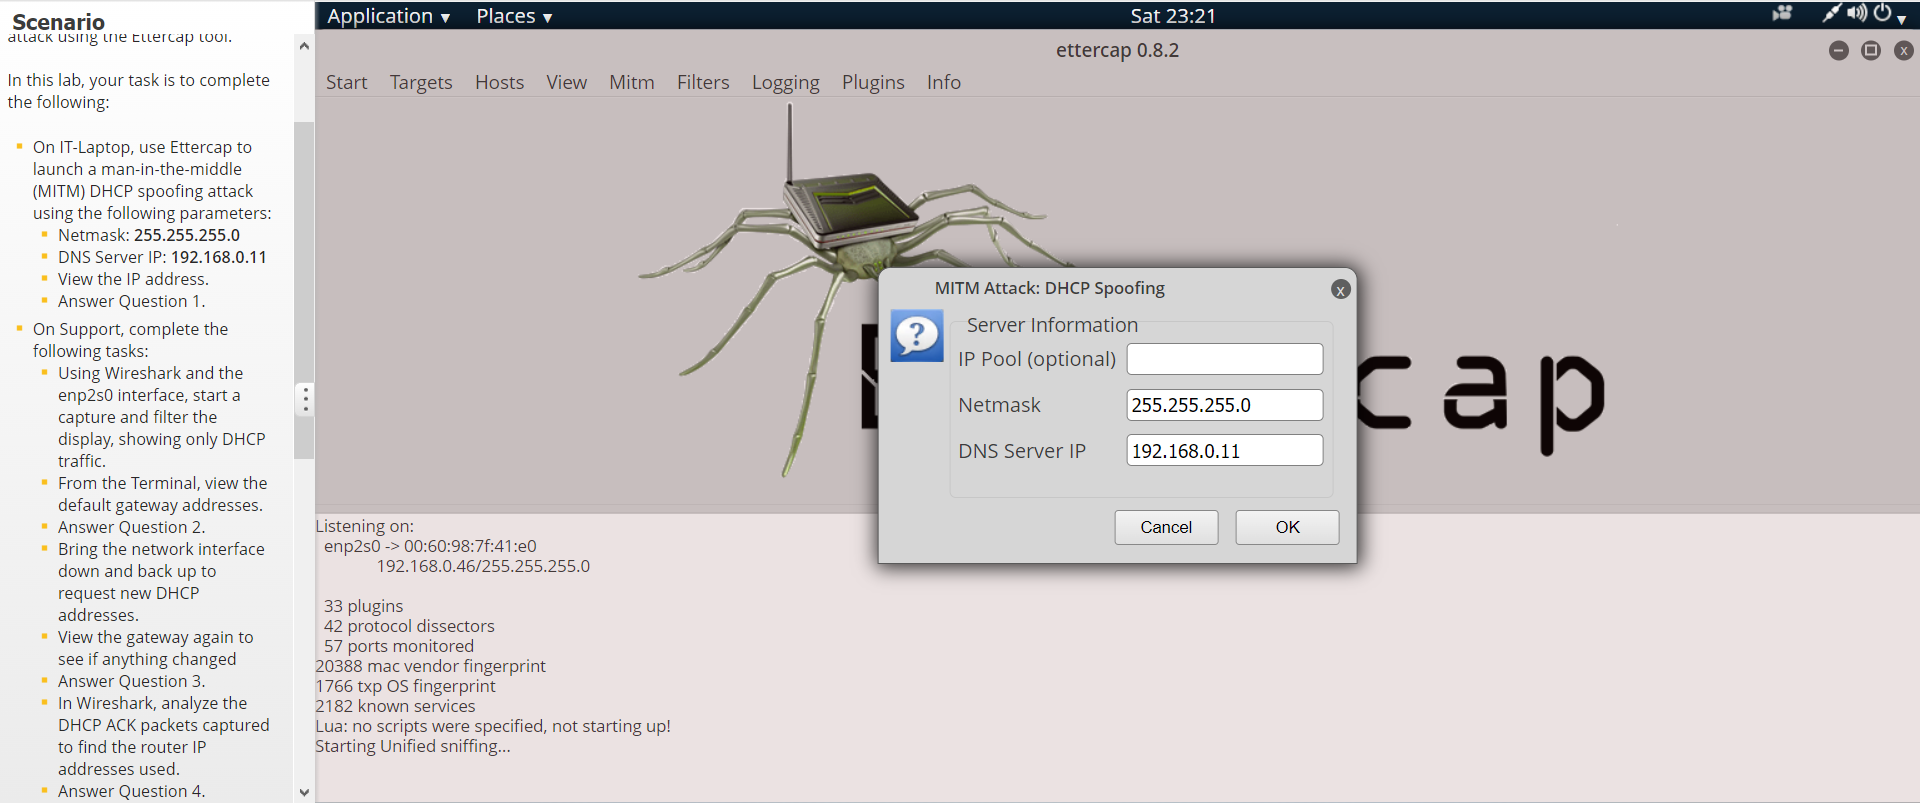 Scenario
attack using the Ettercap tool.
In this lab, your task is to complete
the following:
On IT-Laptop, use Ettercap to
launch a man-in-the-middle
(MITM) DHCP spoofing attack
using the following parameters:
Netmask: 255.255.255.0
DNS Server IP: 192.168.0.11
View the IP address.
Answer Question 1.
On Support, complete the
following tasks:
Using Wireshark and the
enp2s0 interface, start a
capture and filter the
display, showing only DHCP
traffic.
From the Terminal, view the
default gateway addresses.
Answer Question 2.
Bring the network interface
down and back up to
request new DHCP
addresses.
View the gateway again to
see if anything changed
Answer Question 3.
In Wireshark, analyze the
DHCP ACK packets captured
to find the router IP
addresses used.
Answer Question 4.
Application ▾ Places ▾ Sat 23:21
ettercap 0.8.2
Start Targets Hosts View Mitm Filters Logging Plugins Info
cap
MITM Attack: DHCP Spoofing
x
Server Information
IP Pool (optional)
Netmask 255.255.255.0
DNS Server IP 192.168.0.11
Cancel OK
Listening on:
enp2s0 -> 00:60:98:7f:41:e0
192.168.0.46/255.255.255.0
33 plugins
42 protocol dissectors
57 ports monitored
20388 mac vendor fingerprint
1766 txp OS fingerprint
2182 known services
Lua: no scripts were specified, not starting up!
Starting Unified sniffing...